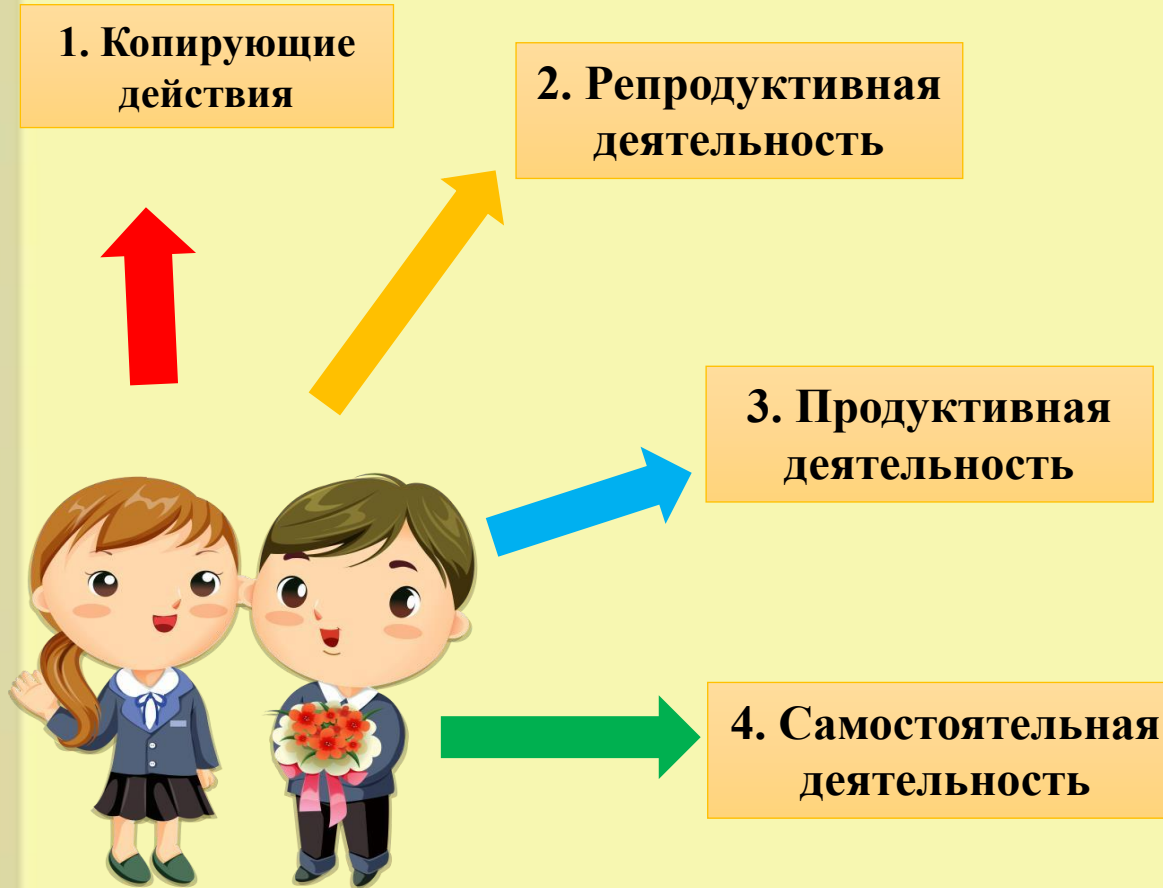 1. Копирующие
действия
2. Репродуктивная
деятельность
3. Продуктивная
деятельность
4. Самостоятельная
деятельность